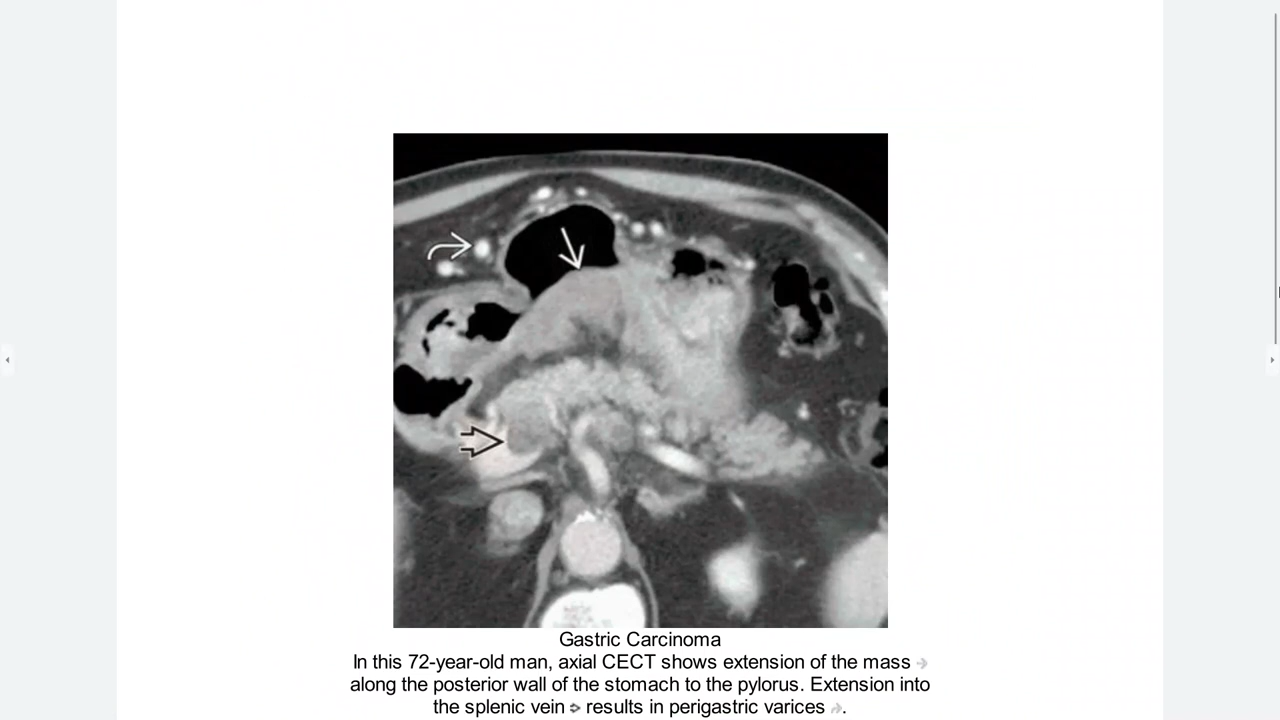 Gastric Carcinoma
In this 72-year-old man, axial CECT shows extension of the mass
along the posterior wall of the stomach to the pylorus. Extension into
the splenic vein results in perigastric varices .